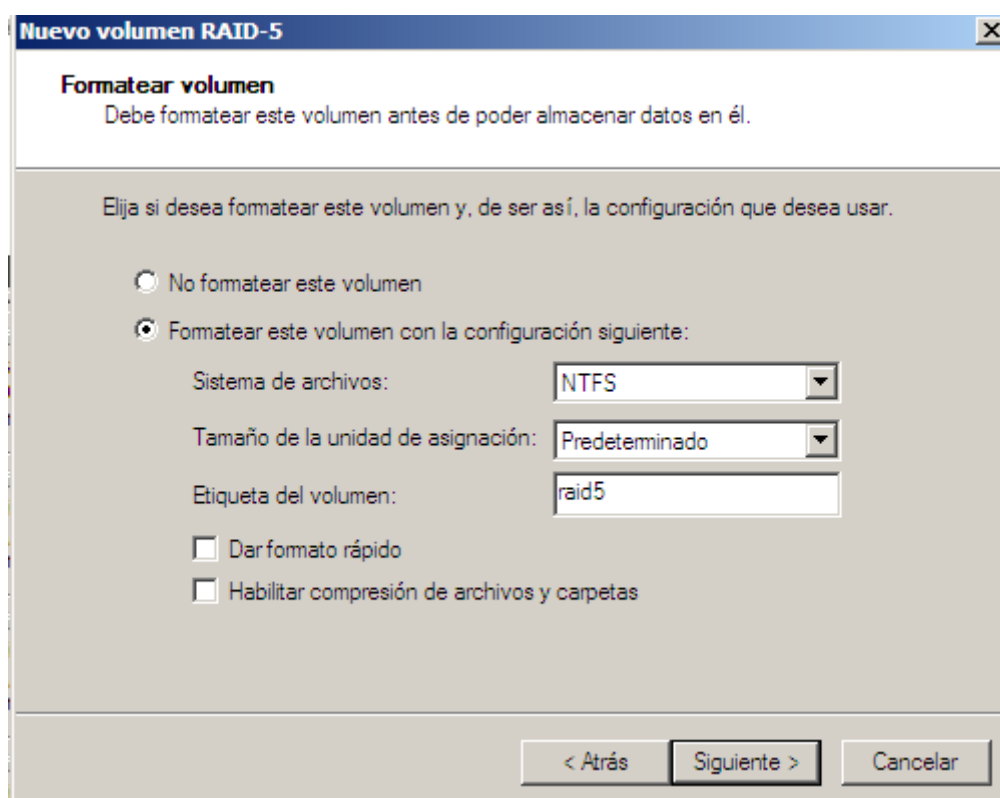 Nuevo volumen RAID-5
Formatear volumen
Debe formatear este volumen antes de poder almacenar datos en él.
Elija si desea formatear este volumen y, de ser así, la configuración que desea usar.
No formatear este volumen
Formatear este volumen con la configuración siguiente:
Sistema de archivos: NTFS
Tamaño de la unidad de asignación: Predeterminado
Etiqueta del volumen: raid5
Dar formato rápido
Habilitar compresión de archivos y carpetas
< Atrás Siguiente > Cancelar